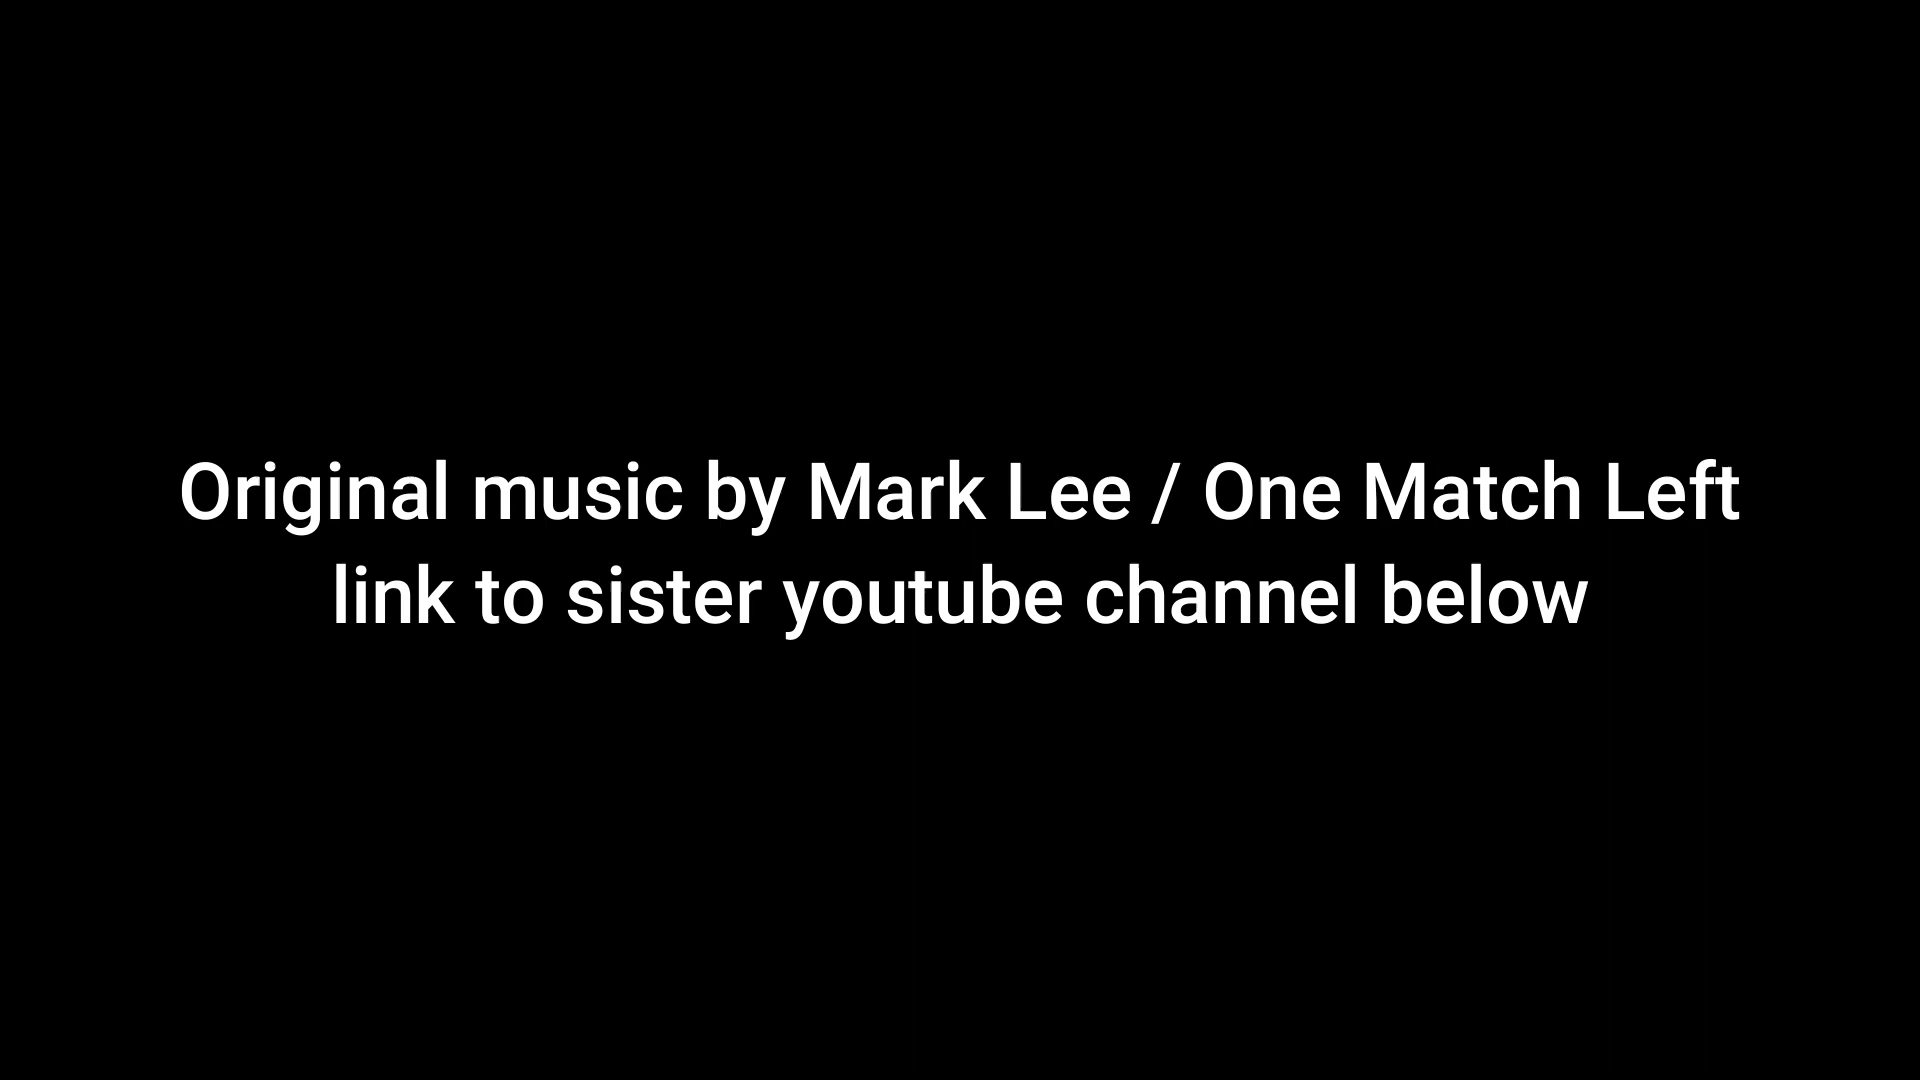 Original music by Mark Lee / One Match Left
link to sister youtube channel below